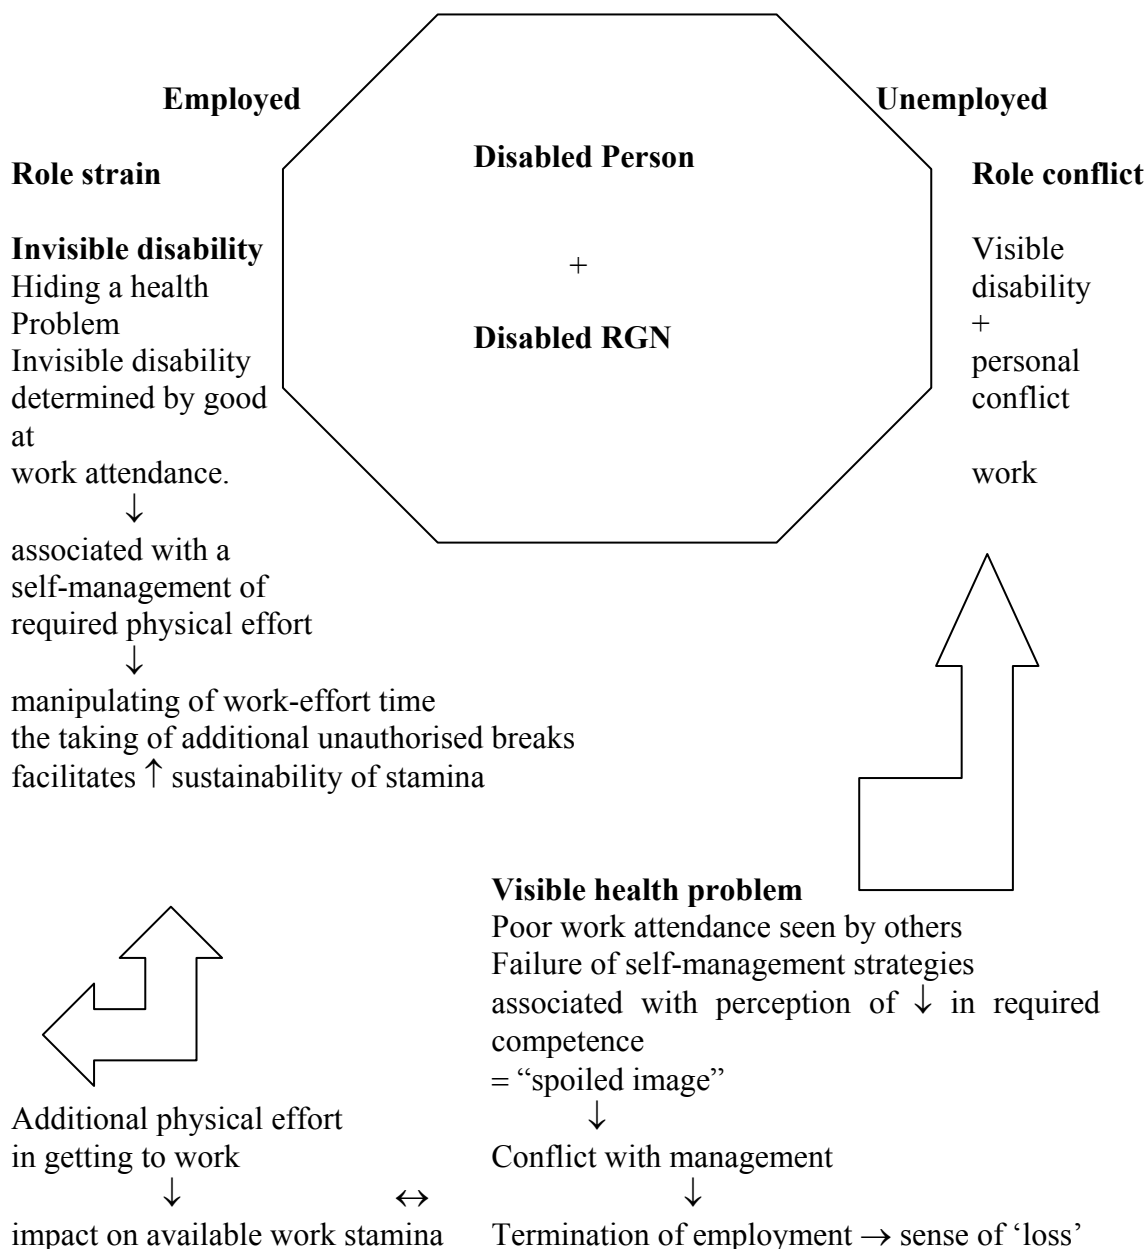 Employed
Unemployed
Disabled Person
+
Disabled RGN
Role strain
Invisible disability
Hiding a health
Problem
Invisible disability
determined by good
at
work attendance.
↓
associated with a
self-management of
required physical effort
↓
manipulating of work-effort time
the taking of additional unauthorised breaks
facilitates ↑ sustainability of stamina
Role conflict
Visible
disability
+
personal
conflict
work
Visible health problem
Poor work attendance seen by others
Failure of self-management strategies
associated with perception of ↓ in required
competence
= “spoiled image”
↓
Conflict with management
↓
Termination of employment → sense of ‘loss’
Additional physical effort
in getting to work
↓ ↔
impact on available work stamina